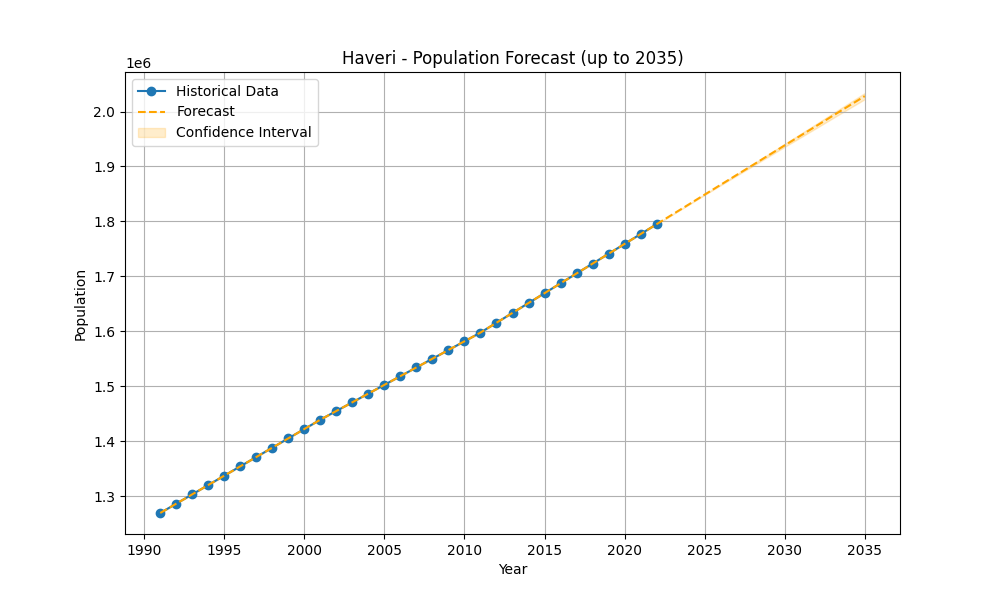 Haveri - Population Forecast (up to 2035)
1e6
Historical Data
Forecast
Confidence Interval
2.0
1.9
1.8
1.7
1.6
1.5
1.4
1.3
Population
1990 1995 2000 2005 2010 2015 2020 2025 2030 2035
Year